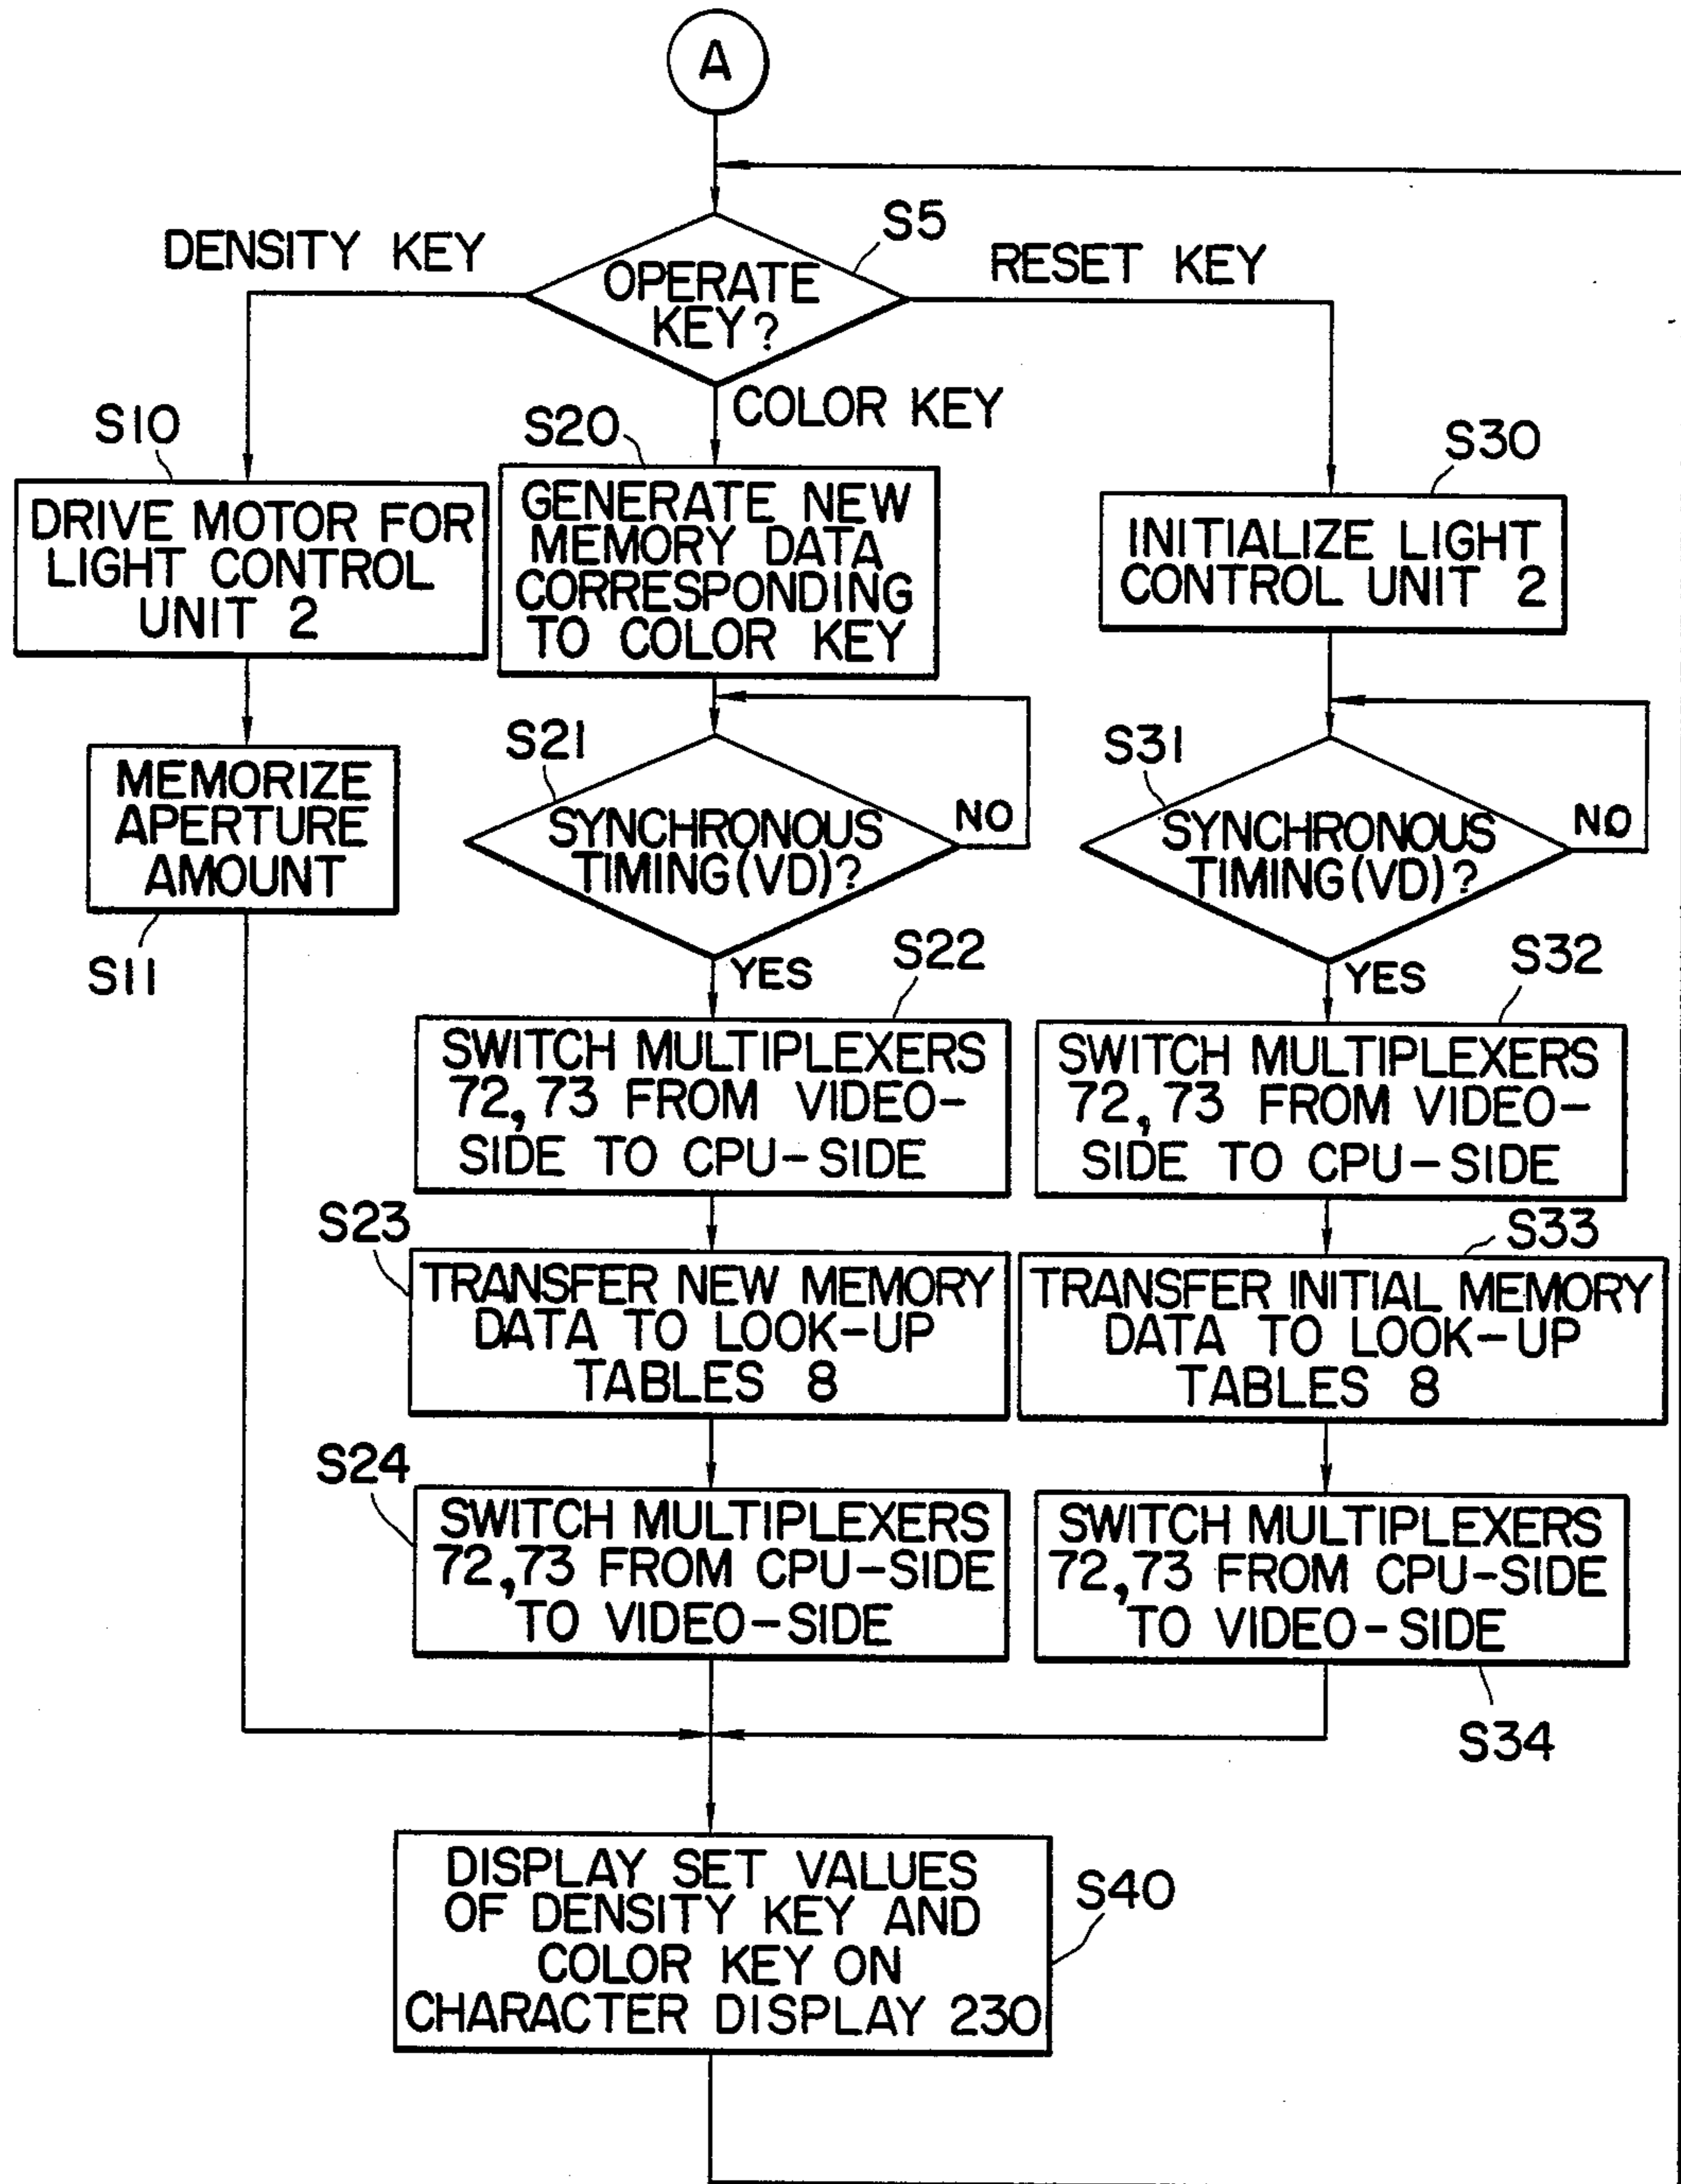 A
S5
DENSITY KEY
RESET KEY
OPERATE
KEY?
COLOR KEY
S10
DRIVE MOTOR FOR
LIGHT CONTROL
UNIT 2
S20
GENERATE NEW
MEMORY DATA
CORRESPONDING
TO COLOR KEY
S30
INITIALIZE LIGHT
CONTROL UNIT 2
MEMORIZE
APERTURE
AMOUNT
S11
S21
SYNCHRONOUS
TIMING(VD)?
NO
YES
S31
SYNCHRONOUS
TIMING(VD)?
NO
YES
S22
SWITCH MULTIPLEXERS
72,73 FROM VIDEO-
SIDE TO CPU-SIDE
S32
SWITCH MULTIPLEXERS
72,73 FROM VIDEO-
SIDE TO CPU-SIDE
S23
TRANSFER NEW MEMORY
DATA TO LOOK-UP
TABLES 8
S33
TRANSFER INITIAL MEMORY
DATA TO LOOK-UP
TABLES 8
S24
SWITCH MULTIPLEXERS
72,73 FROM CPU-SIDE
TO VIDEO-SIDE
SWITCH MULTIPLEXERS
72,73 FROM CPU-SIDE
TO VIDEO-SIDE
S34
DISPLAY SET VALUES
OF DENSITY KEY AND
COLOR KEY ON
CHARACTER DISPLAY 230
S40